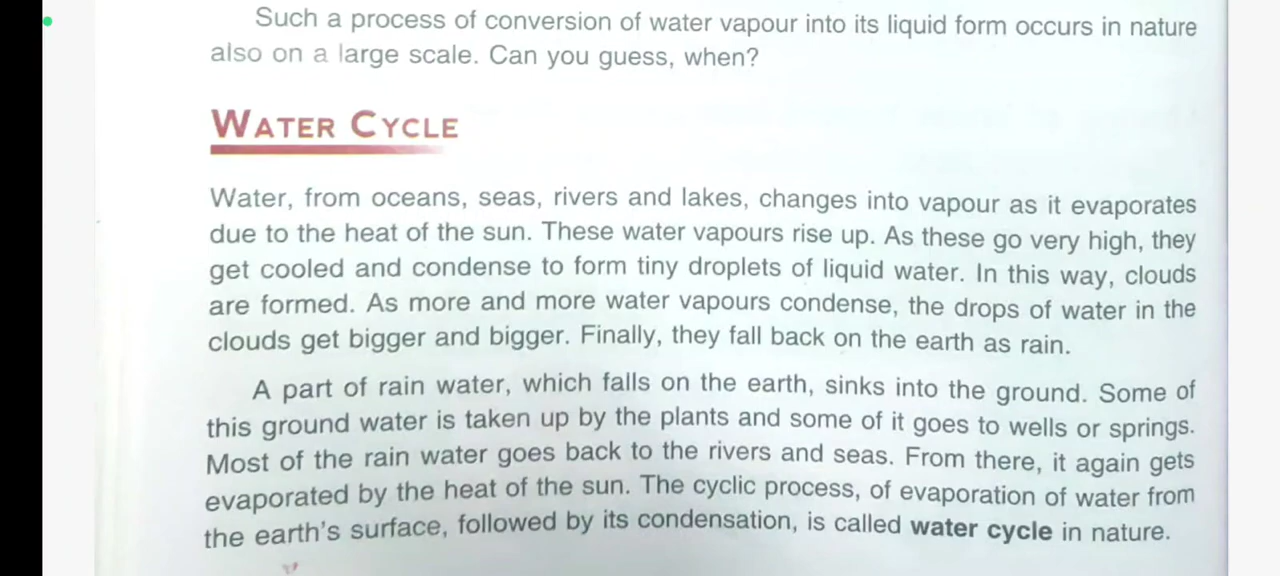 Such a process of conversion of water vapour into its liquid form occurs in nature
also on a large scale. Can you guess, when?
WATER CYCLE
Water, from oceans, seas, rivers and lakes, changes into vapour as it evaporates
due to the heat of the sun. These water vapours rise up. As these go very high, they
get cooled and condense to form tiny droplets of liquid water. In this way, clouds
are formed. As more and more water vapours condense, the drops of water in the
clouds get bigger and bigger. Finally, they fall back on the earth as rain.
A part of rain water, which falls on the earth, sinks into the ground. Some of
this ground water is taken up by the plants and some of it goes to wells or springs.
Most of the rain water goes back to the rivers and seas. From there, it again gets
evaporated by the heat of the sun. The cyclic process, of evaporation of water from
the earth's surface, followed by its condensation, is called water cycle in nature.